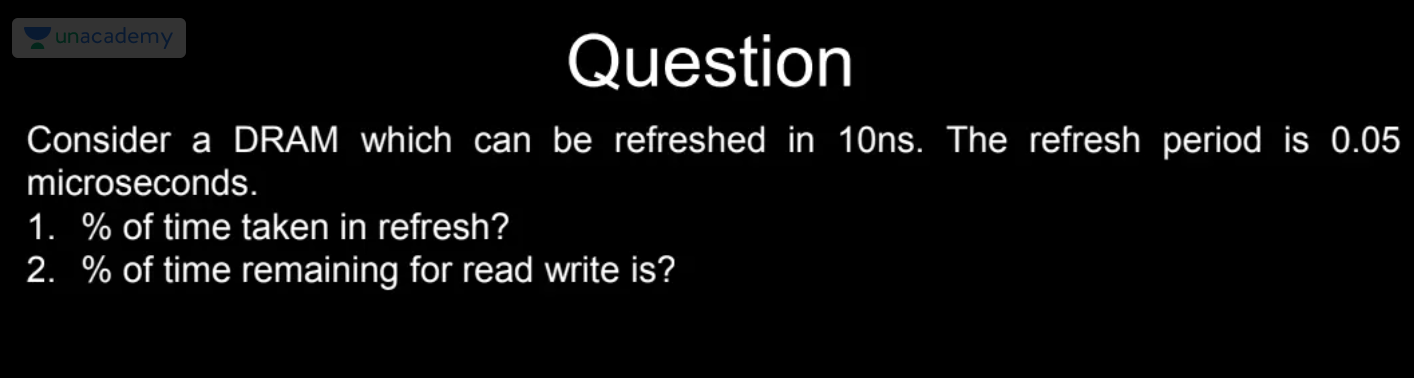 unacademy
Question
Consider a DRAM which can be refreshed in 10ns. The refresh period is 0.05
microseconds.
1. % of time taken in refresh?
2. % of time remaining for read write is?